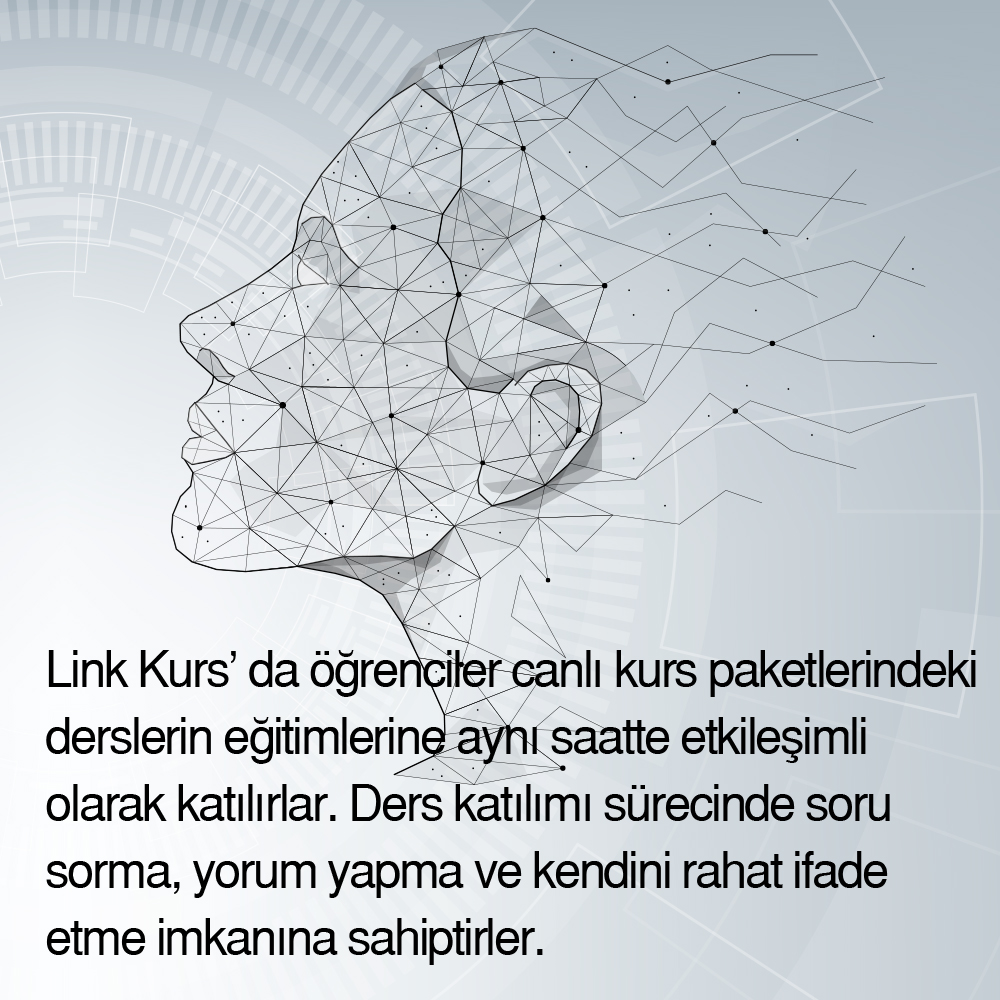 Link Kurs’ da öğrenciler canlı kurs paketlerindeki
derslerin eğitimlerine aynı saatte etkileşimli
olarak katılırlar. Ders katılımı sürecinde soru
sorma, yorum yapma ve kendini rahat ifade
etme imkanına sahiptirler.